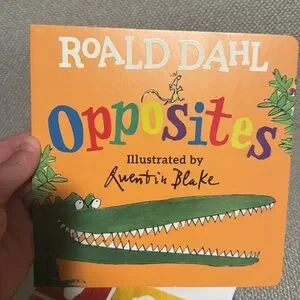 ROALD DAHL
Opposites
Illustrated by
Quentin Blake